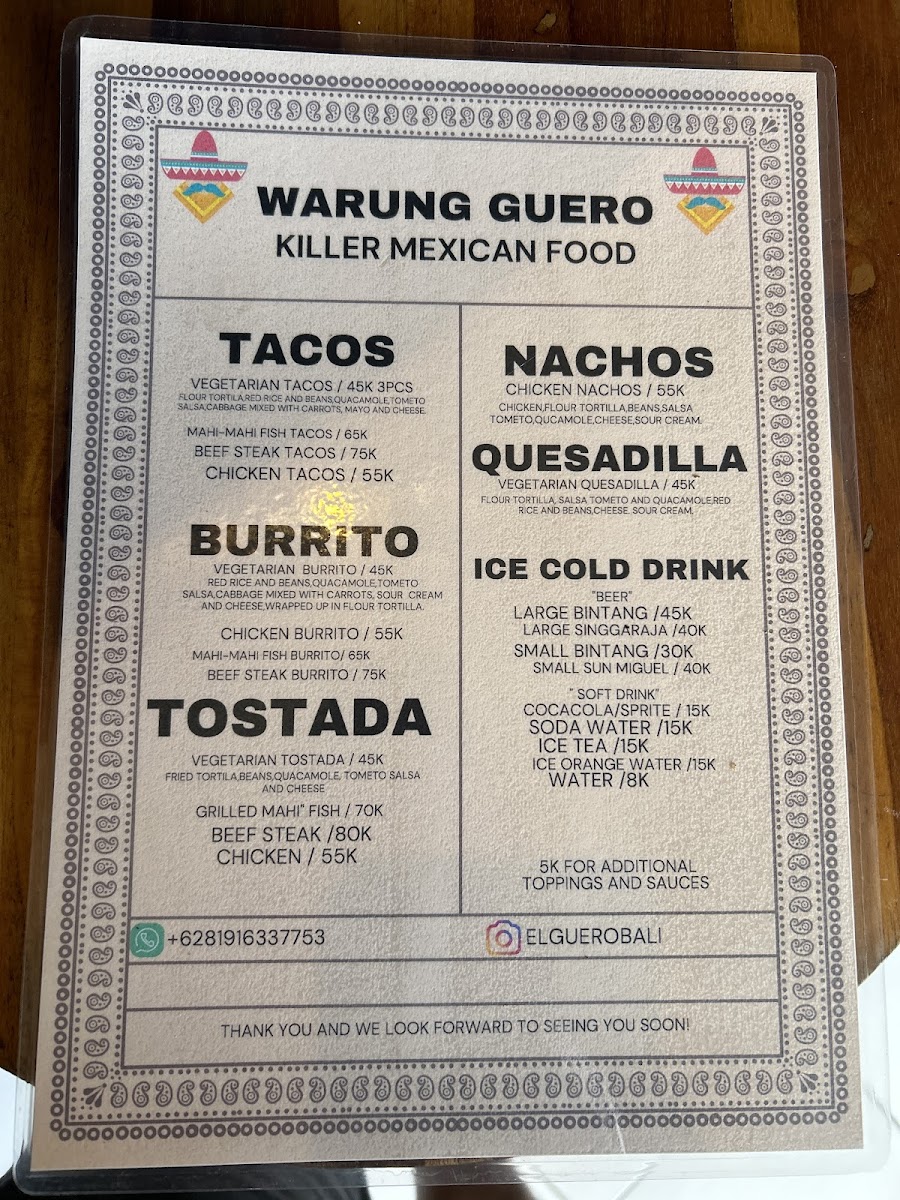 WARUNG GUERO
KILLER MEXICAN FOOD
TACOS
VEGETARIAN TACOS / 45K 3PCS
FLOUR TORTILA,RED RICE AND BEANS,QUACAMOLE,TOMETO
SALSA,CABBAGE MIXED WITH CARROTS, MAYO AND CHEESE.
MAHI-MAHI FISH TACOS / 65K
BEEF STEAK TACOS / 75K
CHICKEN TACOS / 55K
BURRITO
VEGETARIAN BURRITO / 45K
RED RICE AND BEANS,QUACAMOLE,TOMETO
SALSA,CABBAGE MIXED WITH CARROTS, SOUR CREAM
AND CHEESE,WRAPPED UP IN FLOUR TORTILLA.
CHICKEN BURRITO / 55K
MAHI-MAHI FISH BURRITO/ 65K
BEEF STEAK BURRITO / 75K
TOSTADA
VEGETARIAN TOSTADA / 45K
FRIED TORTILA,BEANS,QUACAMOLE, TOMETO SALSA
AND CHEESE
GRILLED MAHI" FISH / 70K
BEEF STEAK /80K
CHICKEN / 55K
NACHOS
CHICKEN NACHOS / 55K
CHICKEN,FLOUR TORTILLA,BEANS,SALSA
TOMETO,QUCAMOLE,CHEESE,SOUR CREAM.
QUESADILLA
VEGETARIAN QUESADILLA / 45K
FLOUR TORTILLA, SALSA TOMETO AND QUACAMOLE,RED
RICE AND BEANS,CHEESE, SOUR CREAM.
ICE COLD DRINK
"BEER"
LARGE BINTANG /45K
LARGE SINGGARAJA /40K
SMALL BINTANG /30K
SMALL SUN MIGUEL / 40K
" SOFT DRINK"
COCACOLA/SPRITE / 15K
SODA WATER /15K
ICE TEA /15K
ICE ORANGE WATER /15K
WATER /8K
5K FOR ADDITIONAL
TOPPINGS AND SAUCES
+6281916337753
ELGUEROBALI
THANK YOU AND WE LOOK FORWARD TO SEEING YOU SOON!